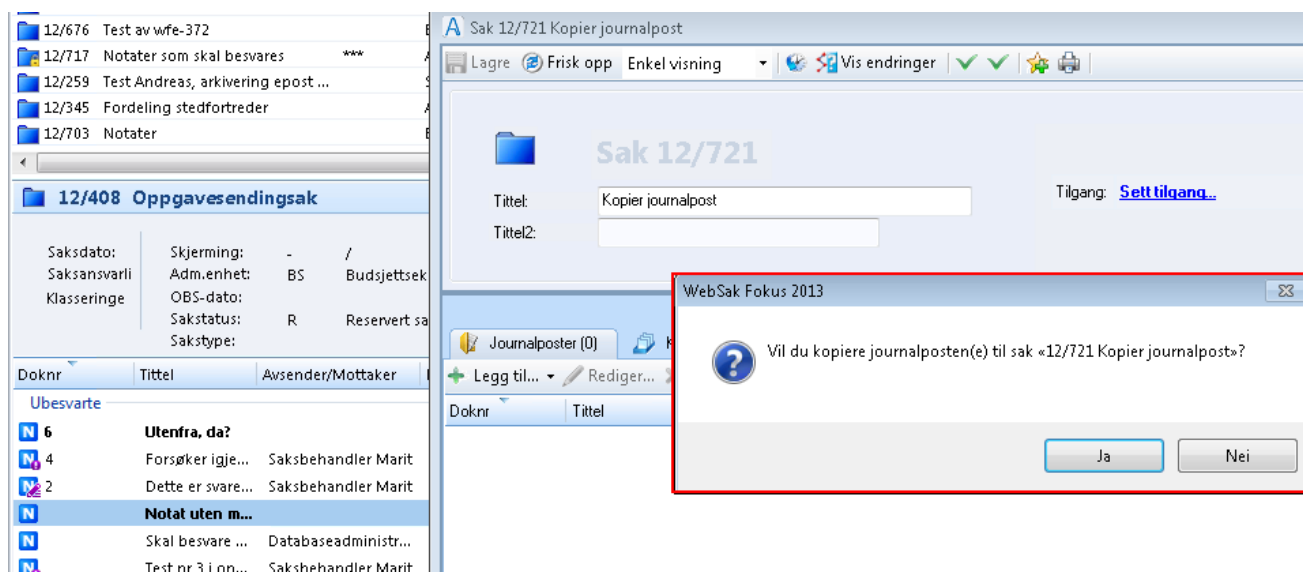 12/676 Test av wfe-372
12/717 Notater som skal besvares ***
12/259 Test Andreas, arkivering epost ...
12/345 Fordeling stedfortreder
12/703 Notater
12/408 Oppgavesendingsak
Saksdato: Skjerming: - /
Saksansvarli Adm.enhet: BS Budsjettsek
Klasseringe OBS-dato:
Sakstatus: R Reservert sa
Sakstype:
Doknr Tittel Avsender/Mottaker
Ubesvarte
N 6 Utenfra, da?
N 4 Forsøker igje... Saksbehandler Marit
N 2 Dette er svare... Saksbehandler Marit
N Notat uten m...
N Skal besvare ... Databaseadministr...
N Test nr 3 i on... Saksbehandler Marit
A Sak 12/721 Kopier journalpost
Lagre Frisk opp Enkel visning Vis endringer
Sak 12/721
Tittel: Kopier journalpost Tilgang: Sett tilgang...
Tittel2:
Journalposter (0) K
Legg til... Rediger...
Doknr Tittel
WebSak Fokus 2013
Vil du kopiere journalposten(e) til sak «12/721 Kopier journalpost»?
Ja Nei